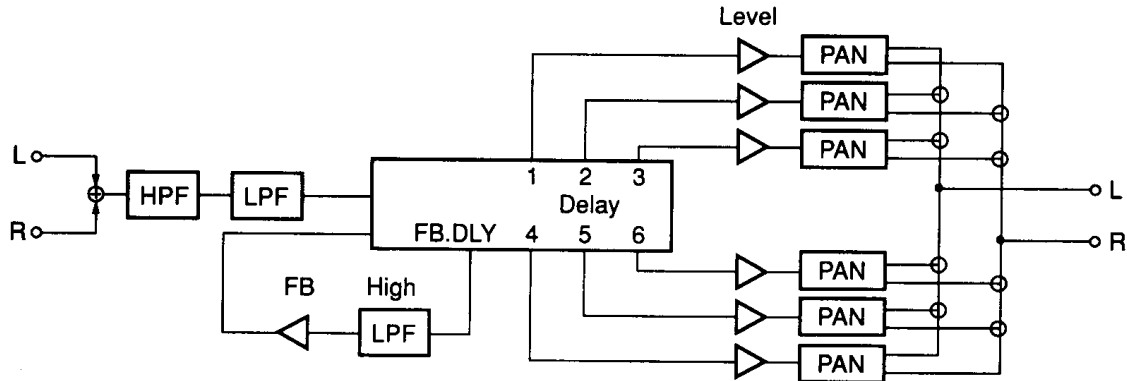 Level
PAN
PAN
PAN
L
R
HPF
LPF
1 2 3
Delay
FB.DLY 4 5 6
L
R
FB
High
LPF
PAN
PAN
PAN